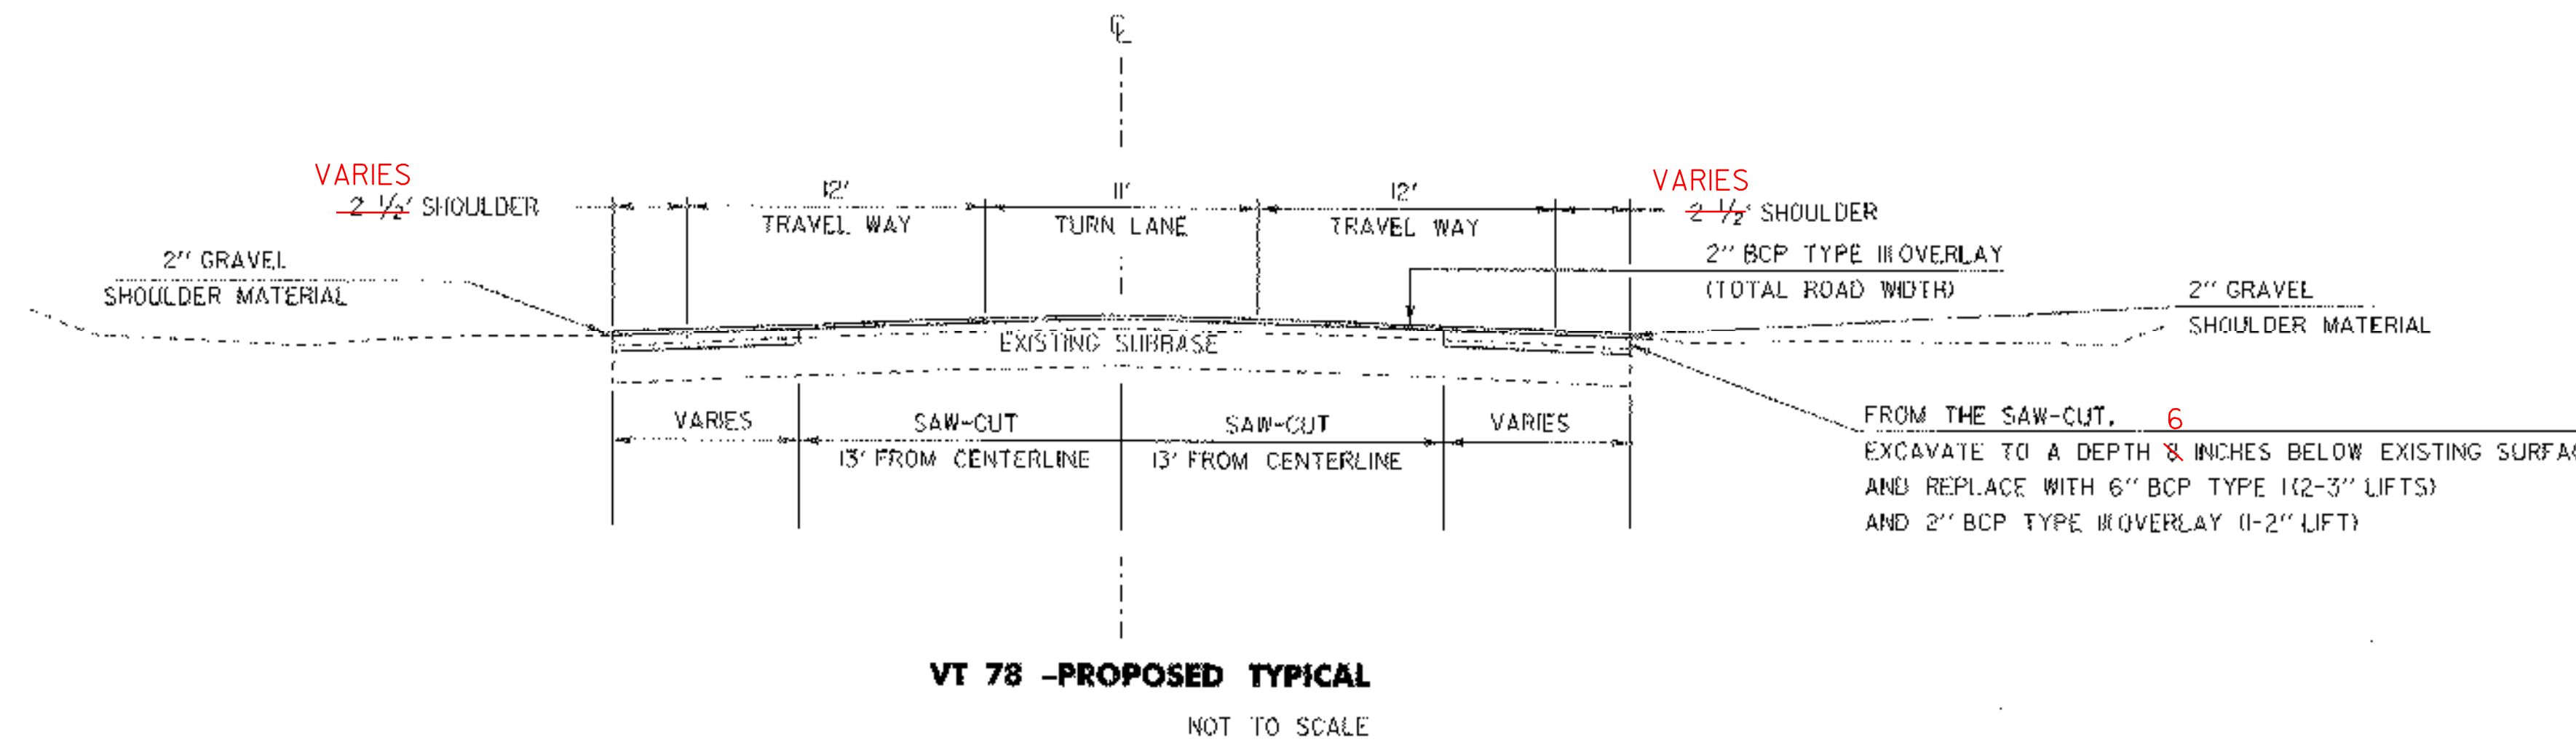 ℄
VARIES
2 1/2' SHOULDER
12'
TRAVEL WAY
11'
TURN LANE
12'
TRAVEL WAY
VARIES
2 1/2' SHOULDER
2" GRAVEL
SHOULDER MATERIAL
2" BCP TYPE III OVERLAY
(TOTAL ROAD WIDTH)
2" GRAVEL
SHOULDER MATERIAL
EXISTING SUBBASE
VARIES
SAW-CUT
13' FROM CENTERLINE
SAW-CUT
13' FROM CENTERLINE
VARIES
FROM THE SAW-CUT, 6
EXCAVATE TO A DEPTH 8 INCHES BELOW EXISTING
AND REPLACE WITH 6" BCP TYPE I (2-3" LIFTS)
AND 2" BCP TYPE III OVERLAY (1-2" LIFT)
VT 78 -PROPOSED TYPICAL
NOT TO SCALE